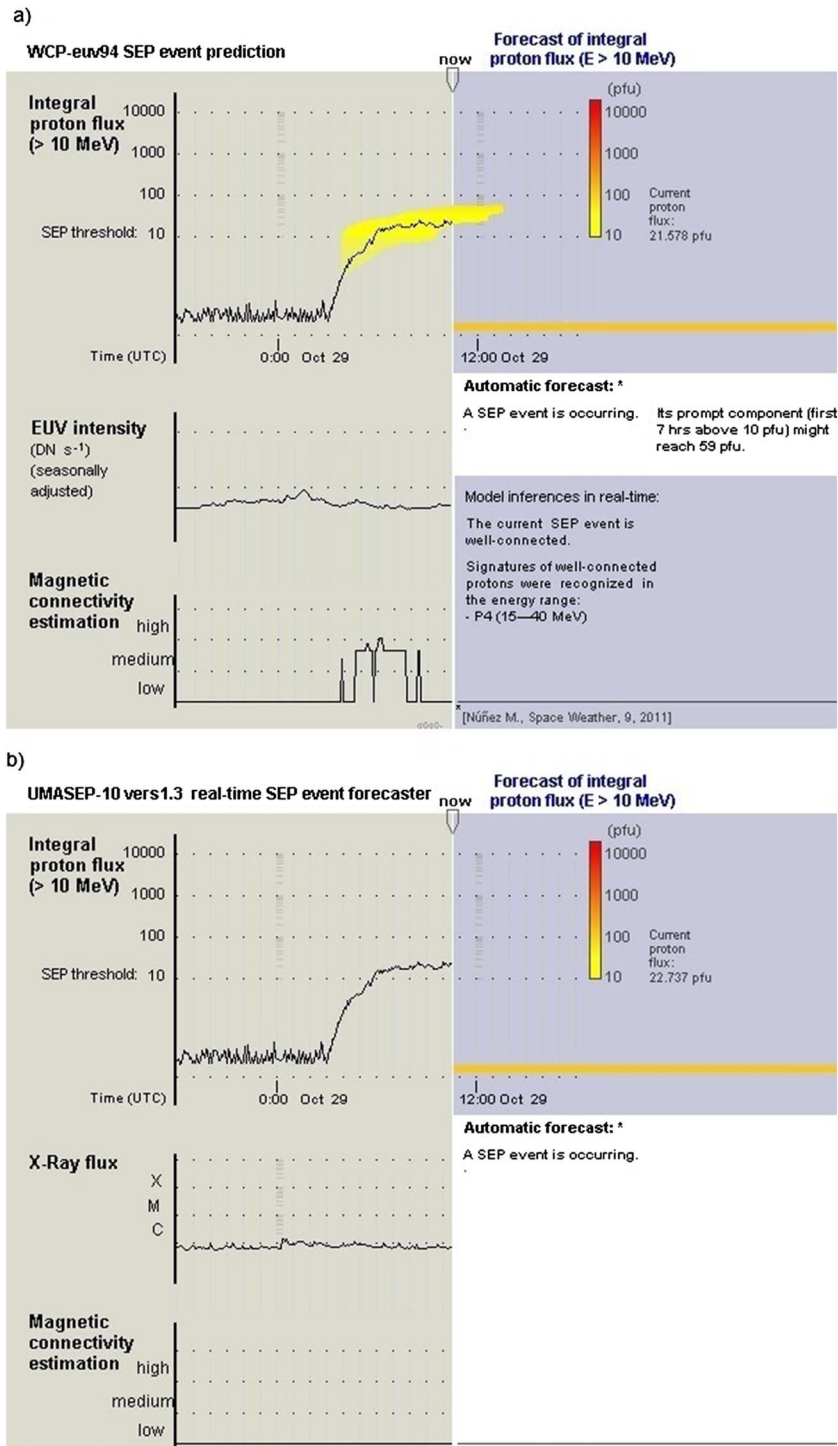 a)
WCP-euv94 SEP event prediction
now
Forecast of integral
proton flux (E > 10 MeV)
Integral
proton flux
(> 10 MeV)
10000
1000
100
SEP threshold: 10
(pfu)
10000
1000
100
10
Current
proton
flux:
21.578 pfu
Time (UTC)
0:00 Oct 29
12:00 Oct 29
Automatic forecast: *
A SEP event is occurring.
Its prompt component (first
7 hrs above 10 pfu) might
reach 59 pfu.
EUV intensity
(DN s-1)
(seasonally
adjusted)
Model inferences in real-time:
The current SEP event is
well-connected.
Signatures of well-connected
protons were recognized in
the energy range:
- P4 (15—40 MeV)
Magnetic
connectivity
estimation
high
medium
low
*
[Núñez M., Space Weather, 9, 2011]
b)
UMASEP-10 vers1.3 real-time SEP event forecaster
now
Forecast of integral
proton flux (E > 10 MeV)
Integral
proton flux
(> 10 MeV)
10000
1000
100
SEP threshold: 10
(pfu)
10000
1000
100
10
Current
proton
flux:
22.737 pfu
Time (UTC)
0:00 Oct 29
12:00 Oct 29
Automatic forecast: *
A SEP event is occurring.
X-Ray flux
X
M
C
Magnetic
connectivity
estimation
high
medium
low